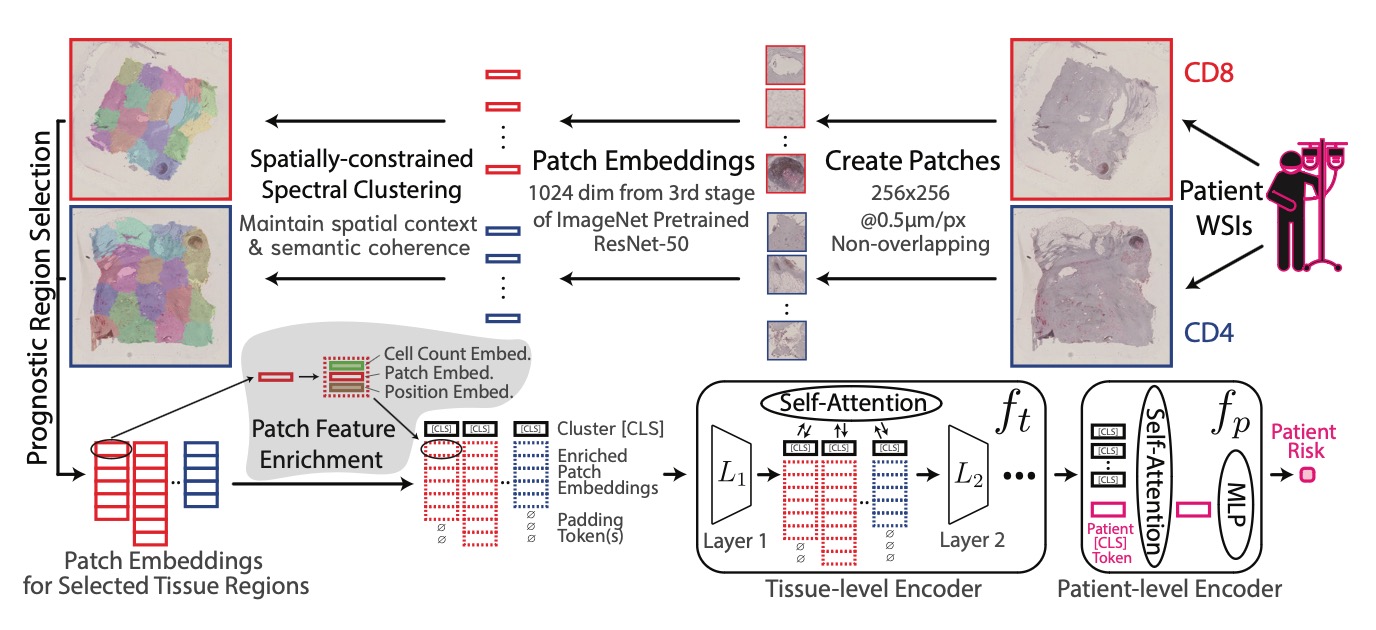 CD8
Patient
WSIs
CD4
Create Patches
256x256
@0.5μm/px
Non-overlapping
Patch Embeddings
1024 dim from 3rd stage
of ImageNet Pretrained
ResNet-50
Spatially-constrained
Spectral Clustering
Maintain spatial context
& semantic coherence
Prognostic Region Selection
Cell Count Embed.
Patch Embed.
Position Embed.
Patch Feature
Enrichment
Patch Embeddings
for Selected Tissue Regions
[CLS] [CLS] [CLS]
Cluster [CLS]
Enriched
Patch
Embeddings
Padding
Token(s)
∅ ∅
∅ ∅
∅ ∅
Self-Attention
f_t
L_1
Layer 1
[CLS] [CLS] [CLS]
∅ ∅
∅ ∅
∅ ∅
L_2
Layer 2
Tissue-level Encoder
[CLS]
[CLS]
[CLS]
Patient
[CLS]
Token
Self-Attention
f_p
MLP
Patient-level Encoder
Patient
Risk